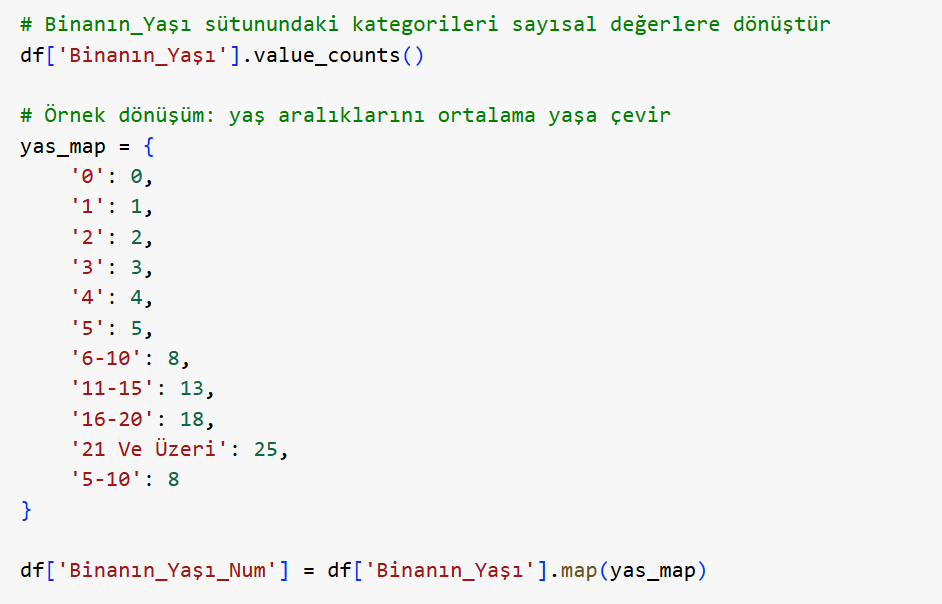 # Binanın_Yaşı sütunundaki kategorileri sayısal değerlere dönüştür
df['Binanın_Yaşı'].value_counts()
# Örnek dönüşüm: yaş aralıklarını ortalama yaşa çevir
yas_map = {
    '0': 0,
    '1': 1,
    '2': 2,
    '3': 3,
    '4': 4,
    '5': 5,
    '6-10': 8,
    '11-15': 13,
    '16-20': 18,
    '21 Ve Üzeri': 25,
    '5-10': 8
}
df['Binanın_Yaşı_Num'] = df['Binanın_Yaşı'].map(yas_map)